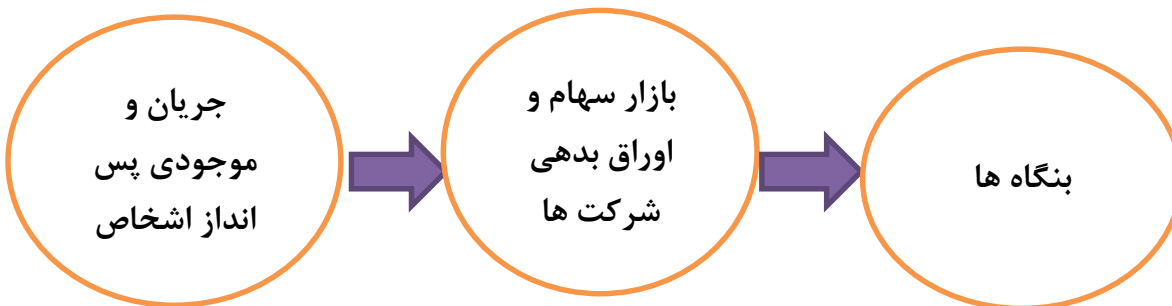 جریان و
موجودی پس
انداز اشخاص
بازار سهام و
اوراق بدهی
شرکت ها
بنگاه ها